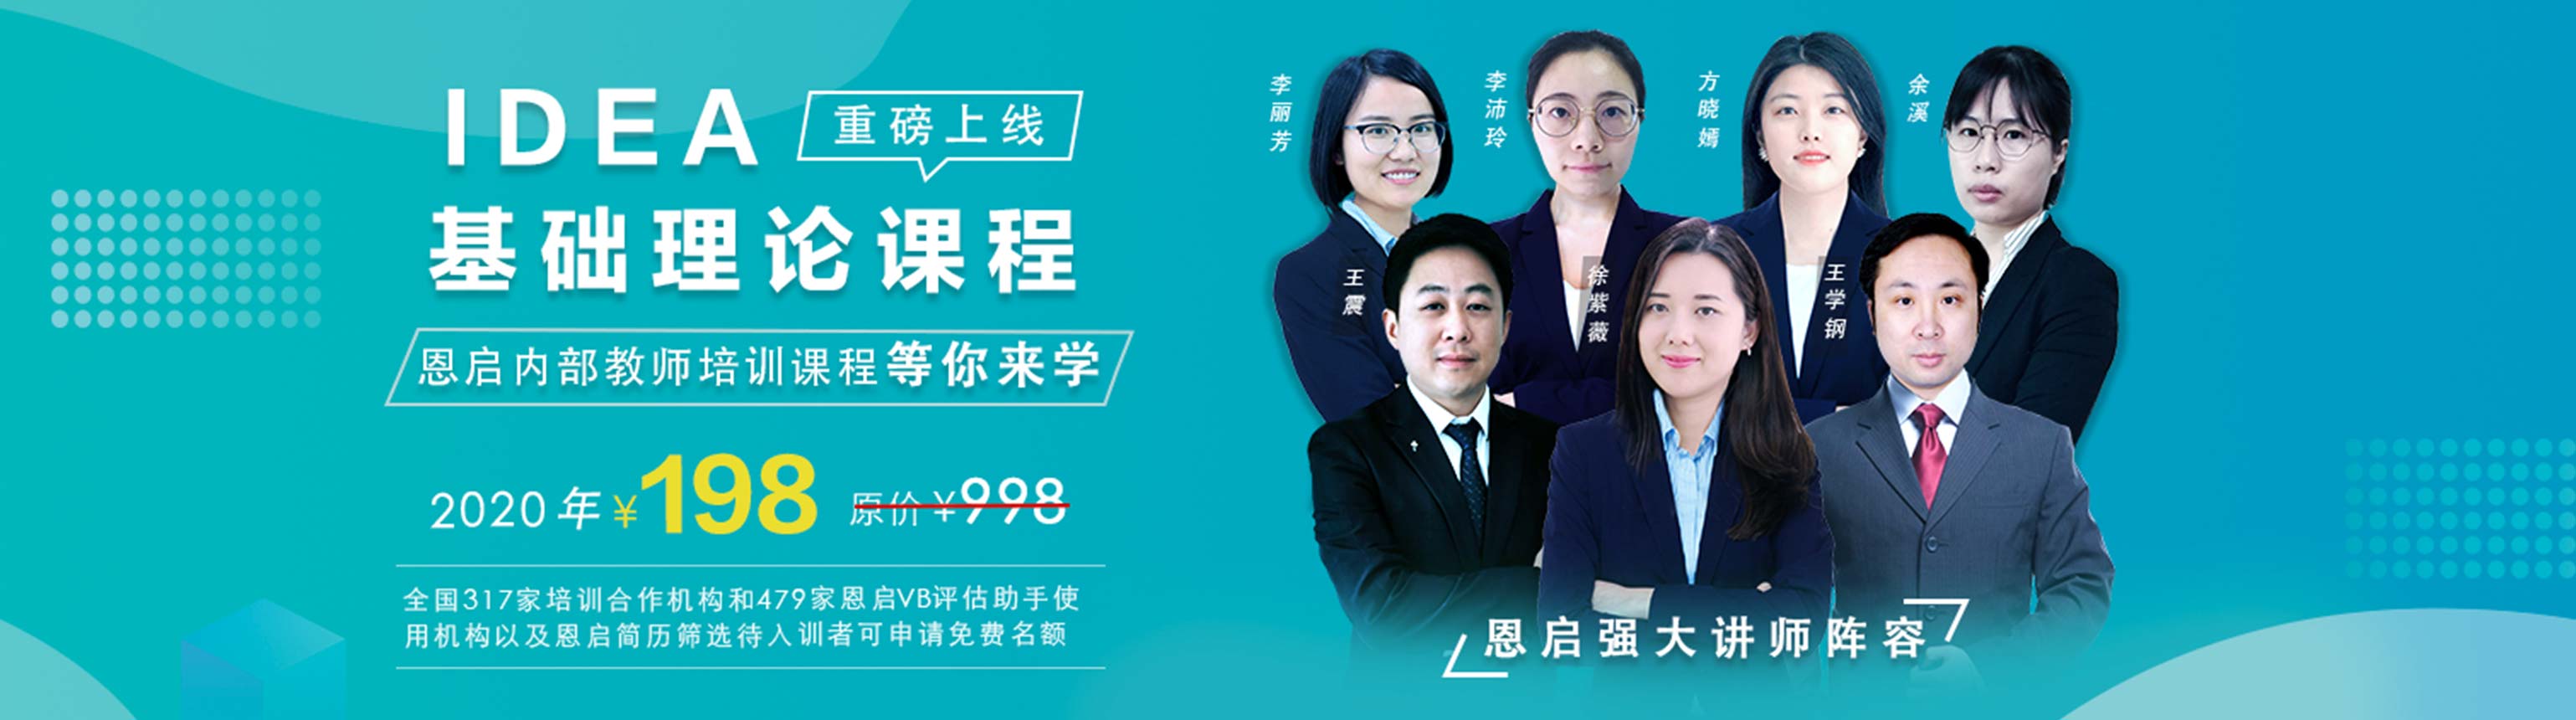 IDEA
重磅上线
基础理论课程
恩启内部教师培训课程等你来学
2020年¥198 原价¥998
全国317家培训合作机构和479家恩启VB评估助手使
用机构以及恩启简历筛选待入训者可申请免费名额
李丽芳
李沛玲
方晓嫣
余溪
王震
徐紫薇
王学钢
恩启强大讲师阵容